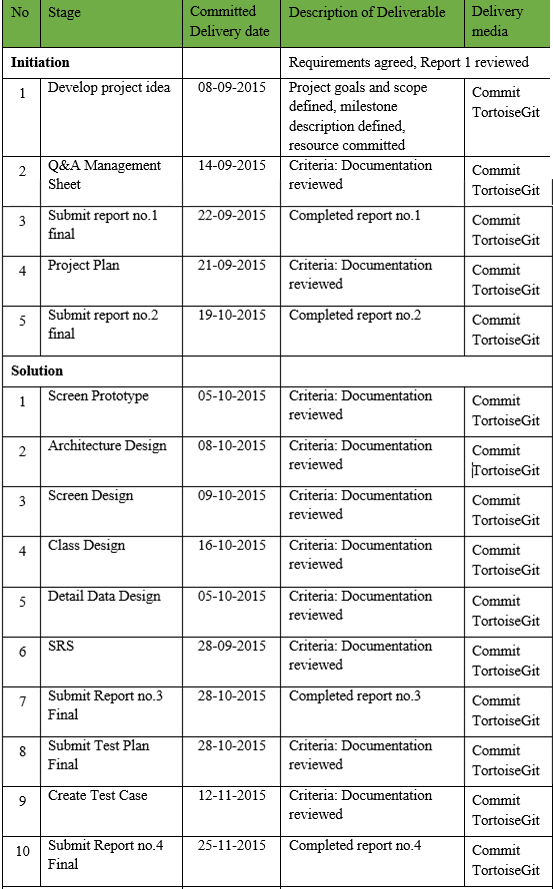 No Stage Committed Delivery date Description of Deliverable Delivery media
Initiation Requirements agreed, Report 1 reviewed
1 Develop project idea 08-09-2015 Project goals and scope defined, milestone description defined, resource committed Commit TortoiseGit
2 Q&A Management Sheet 14-09-2015 Criteria: Documentation reviewed Commit TortoiseGit
3 Submit report no.1 final 22-09-2015 Completed report no.1 Commit TortoiseGit
4 Project Plan 21-09-2015 Criteria: Documentation reviewed Commit TortoiseGit
5 Submit report no.2 final 19-10-2015 Completed report no.2 Commit TortoiseGit
Solution
1 Screen Prototype 05-10-2015 Criteria: Documentation reviewed Commit TortoiseGit
2 Architecture Design 08-10-2015 Criteria: Documentation reviewed Commit TortoiseGit
3 Screen Design 09-10-2015 Criteria: Documentation reviewed Commit TortoiseGit
4 Class Design 16-10-2015 Criteria: Documentation reviewed Commit TortoiseGit
5 Detail Data Design 05-10-2015 Criteria: Documentation reviewed Commit TortoiseGit
6 SRS 28-09-2015 Criteria: Documentation reviewed Commit TortoiseGit
7 Submit Report no.3 Final 28-10-2015 Completed report no.3 Commit TortoiseGit
8 Submit Test Plan Final 28-10-2015 Criteria: Documentation reviewed Commit TortoiseGit
9 Create Test Case 12-11-2015 Criteria: Documentation reviewed Commit TortoiseGit
10 Submit Report no.4 Final 25-11-2015 Completed report no.4 Commit TortoiseGit